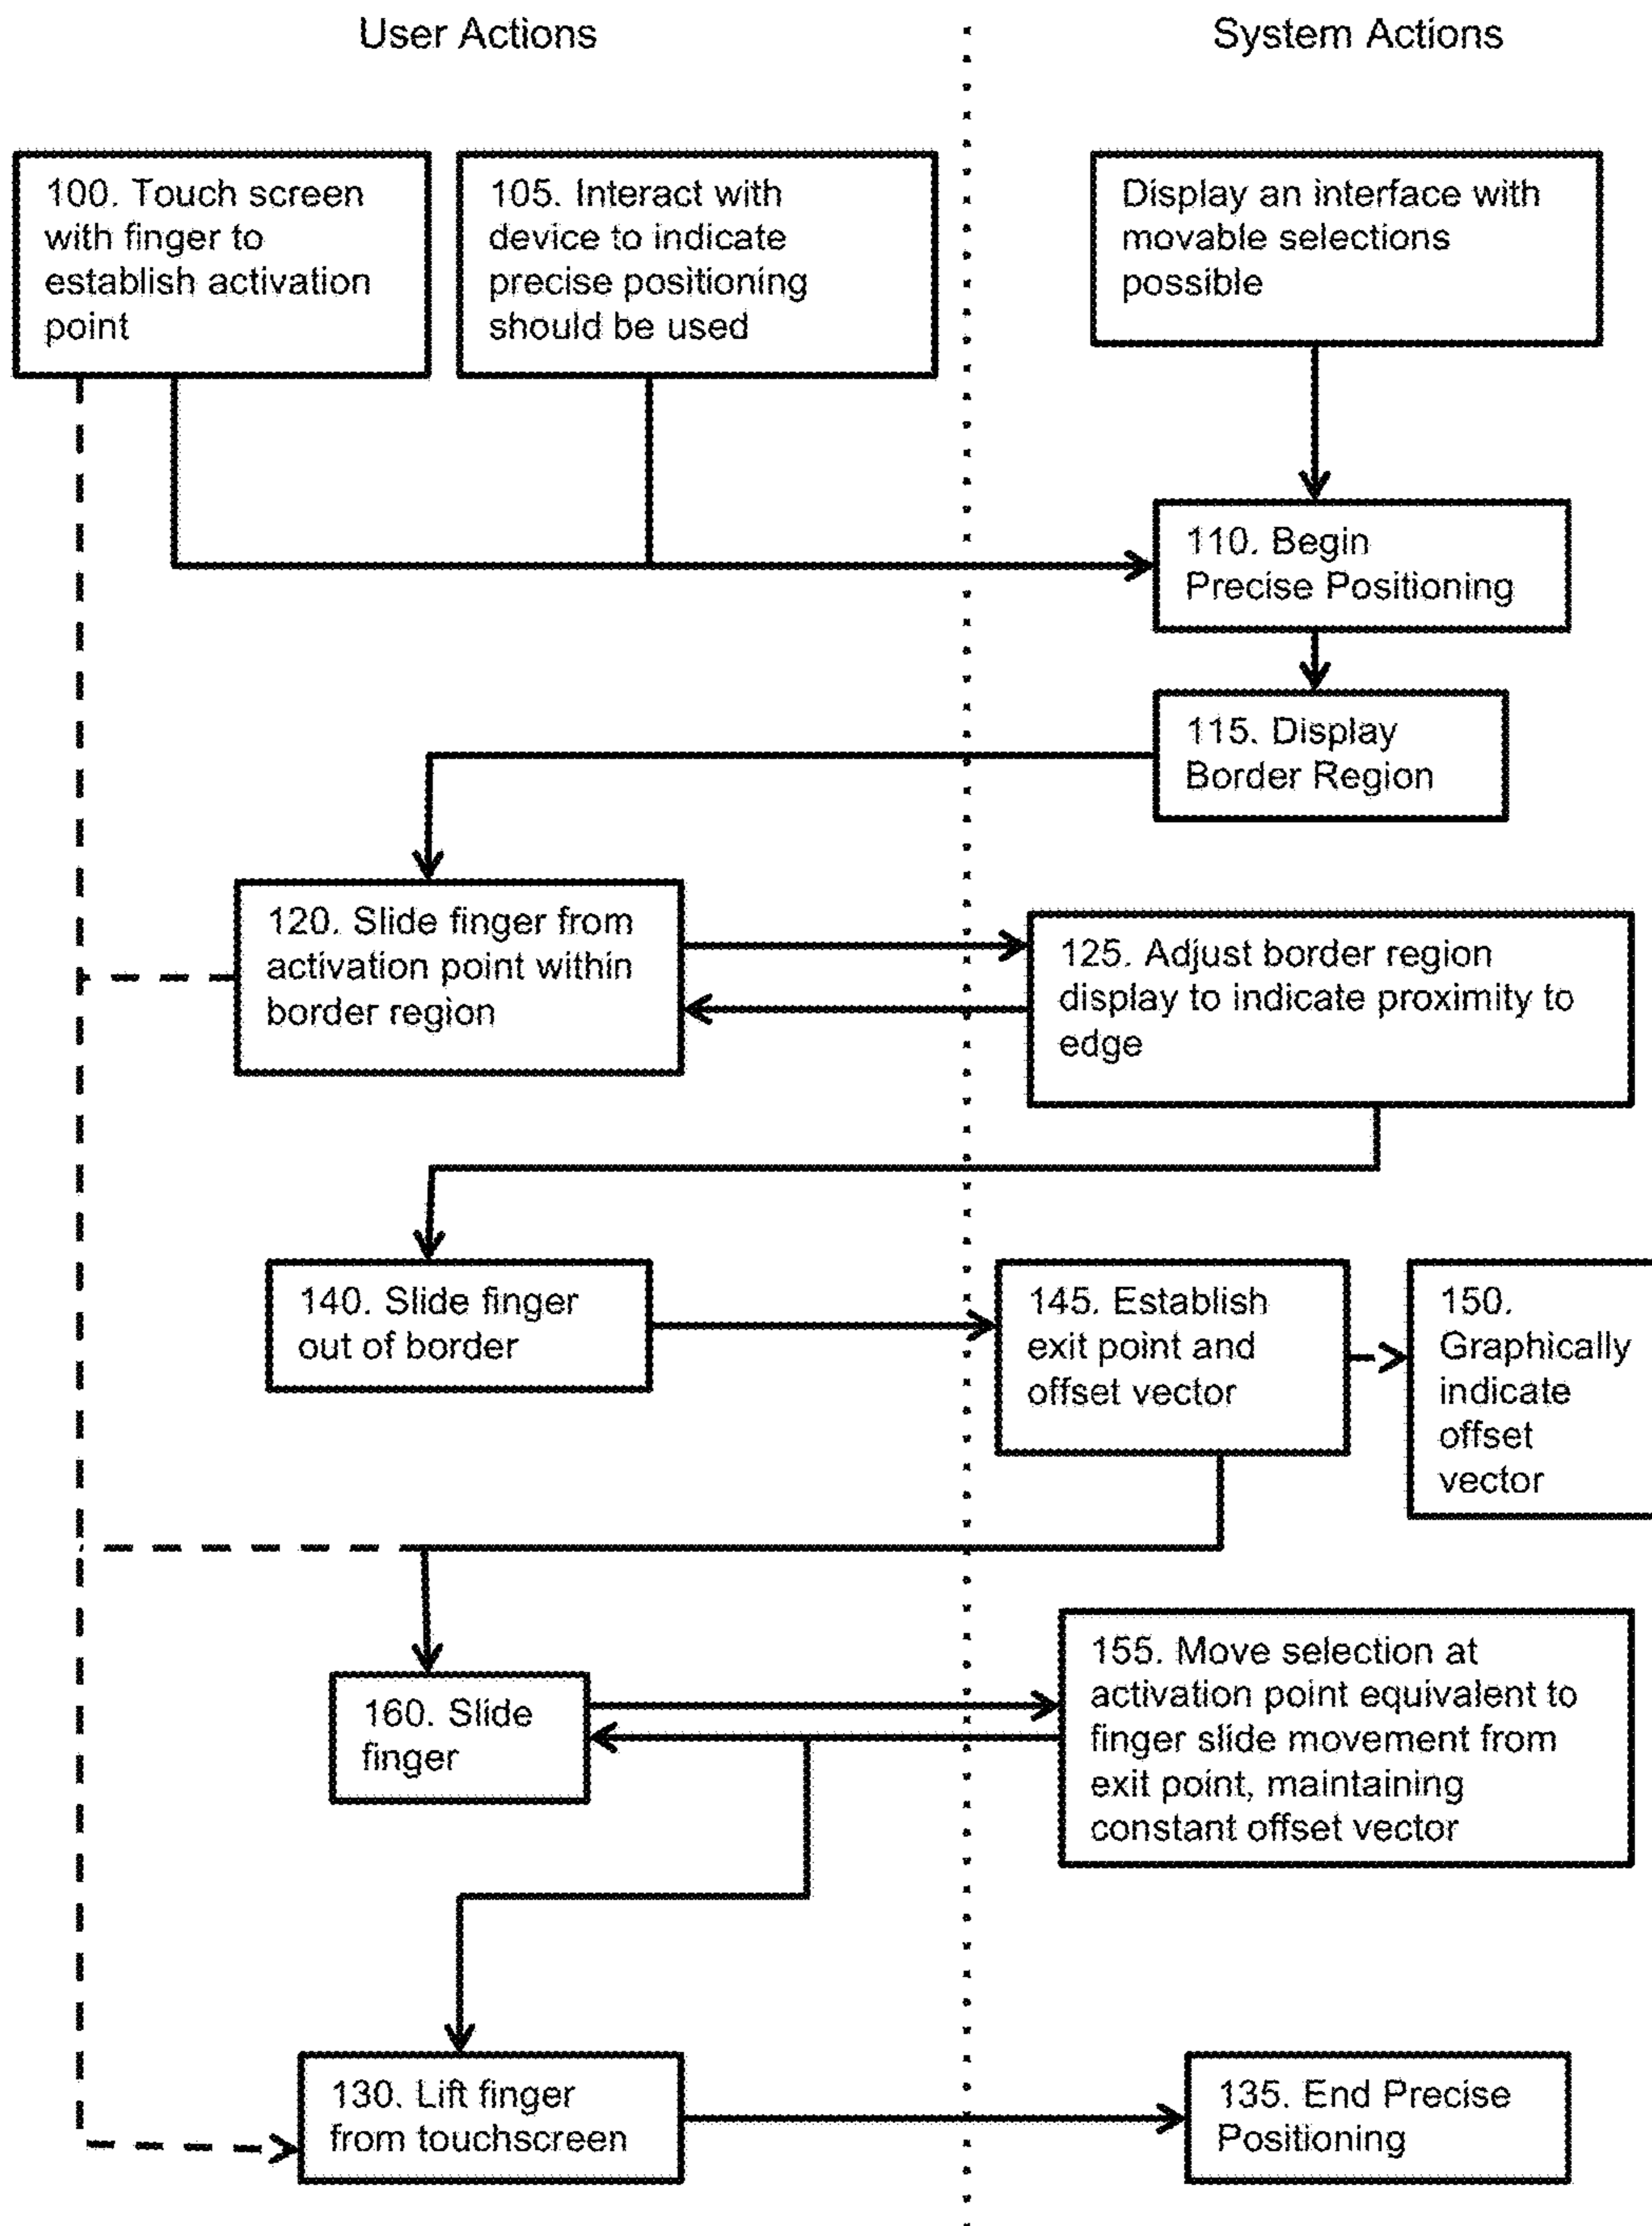 User Actions
System Actions
100. Touch screen
with finger to
establish activation
point
105. Interact with
device to indicate
precise positioning
should be used
Display an interface with
movable selections
possible
110. Begin
Precise Positioning
115. Display
Border Region
120. Slide finger from
activation point within
border region
125. Adjust border region
display to indicate proximity to
edge
140. Slide finger
out of border
145. Establish
exit point and
offset vector
150.
Graphically
indicate
offset
vector
160. Slide
finger
155. Move selection at
activation point equivalent to
finger slide movement from
exit point, maintaining
constant offset vector
130. Lift finger
from touchscreen
135. End Precise
Positioning